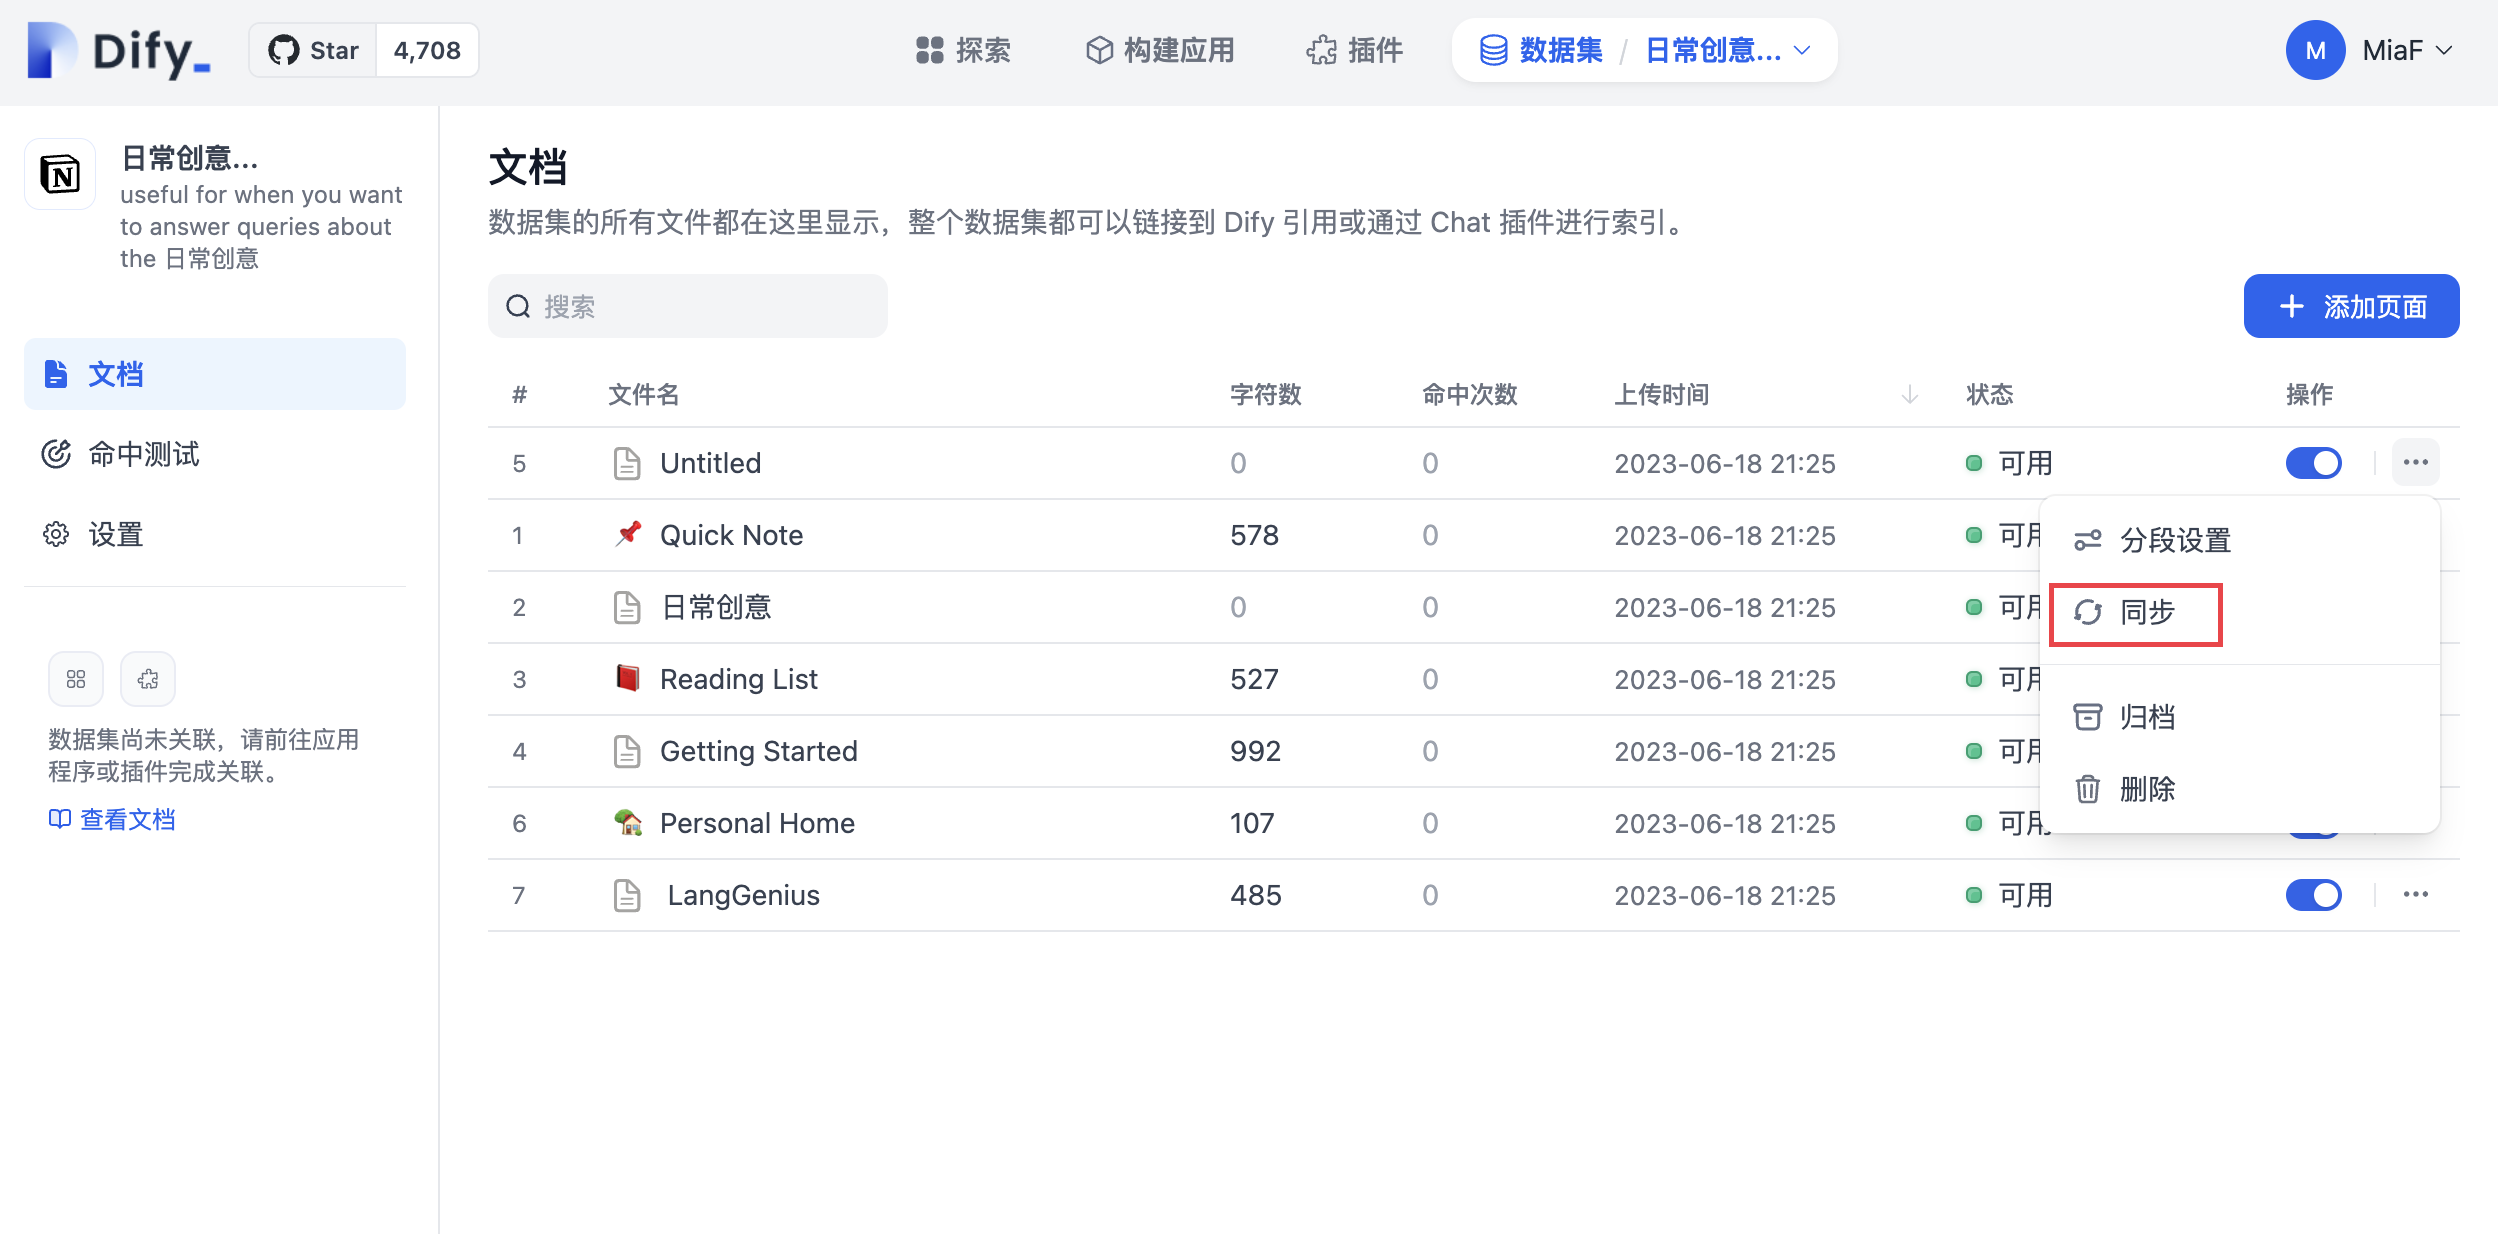 Dify_
Star 4,708
探索
构建应用
插件
数据集 / 日常创意...
M MiaF
日常创意...
useful for when you want
to answer queries about
the 日常创意
文档
命中测试
设置
数据集尚未关联，请前往应用
程序或插件完成关联。
查看文档
文档
数据集的所有文件都在这里显示，整个数据集都可以链接到 Dify 引用或通过 Chat 插件进行索引。
搜索
添加页面
# 文件名 字符数 命中次数 上传时间 状态 操作
5 Untitled 0 0 2023-06-18 21:25 可用
1 Quick Note 578 0 2023-06-18 21:25 可用
2 日常创意 0 0 2023-06-18 21:25 可用
3 Reading List 527 0 2023-06-18 21:25 可用
4 Getting Started 992 0 2023-06-18 21:25 可用
6 Personal Home 107 0 2023-06-18 21:25 可用
7 LangGenius 485 0 2023-06-18 21:25 可用
分段设置
同步
归档
删除